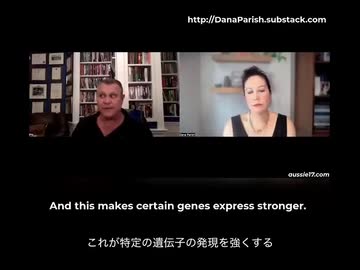 http://DanaParish.substack.com
aussie17.com
And this makes certain genes express stronger.
これが特定の遺伝子の発現を強くする